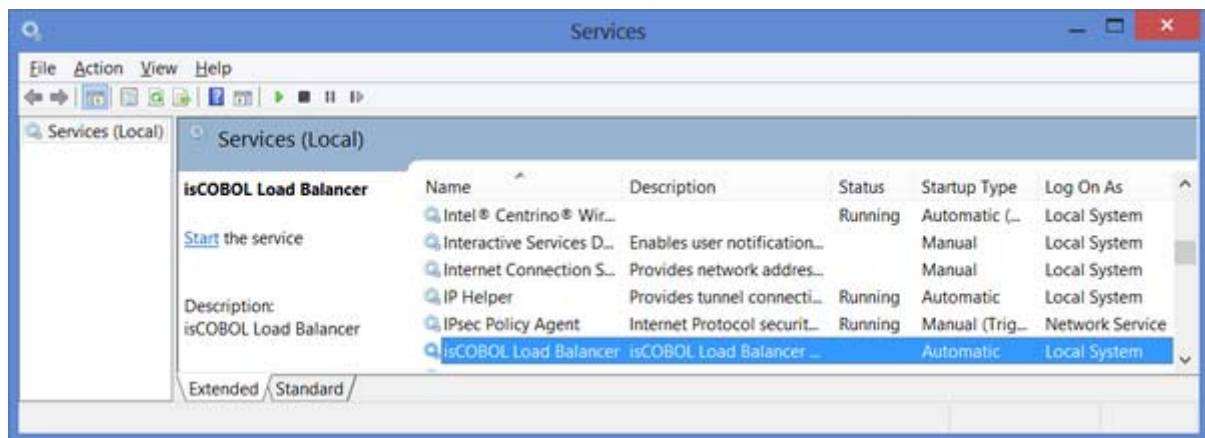 Services
File Action View Help
Services (Local)
Services (Local)
isCOBOL Load Balancer
Start the service
Description:
isCOBOL Load Balancer
Name Description Status Startup Type Log On As
Intel® Centrino® Wir... Running Automatic (... Local System
Interactive Services D... Enables user notification... Manual Local System
Internet Connection S... Provides network addres... Manual Local System
IP Helper Provides tunnel connecti... Running Automatic Local System
IPsec Policy Agent Internet Protocol securit... Running Manual (Trig... Network Service
isCOBOL Load Balancer isCOBOL Load Balancer ... Automatic Local System
Extended Standard